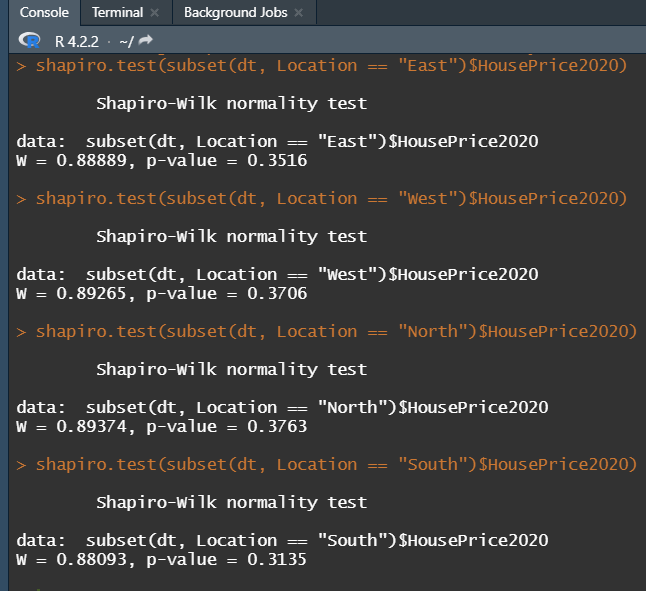 Console Terminal × Background Jobs ×
R 4.2.2 · ~/
> shapiro.test(subset(dt, Location == "East")$HousePrice2020)
Shapiro-Wilk normality test
data:  subset(dt, Location == "East")$HousePrice2020
W = 0.88889, p-value = 0.3516
> shapiro.test(subset(dt, Location == "West")$HousePrice2020)
Shapiro-Wilk normality test
data:  subset(dt, Location == "West")$HousePrice2020
W = 0.89265, p-value = 0.3706
> shapiro.test(subset(dt, Location == "North")$HousePrice2020)
Shapiro-Wilk normality test
data:  subset(dt, Location == "North")$HousePrice2020
W = 0.89374, p-value = 0.3763
> shapiro.test(subset(dt, Location == "South")$HousePrice2020)
Shapiro-Wilk normality test
data:  subset(dt, Location == "South")$HousePrice2020
W = 0.88093, p-value = 0.3135